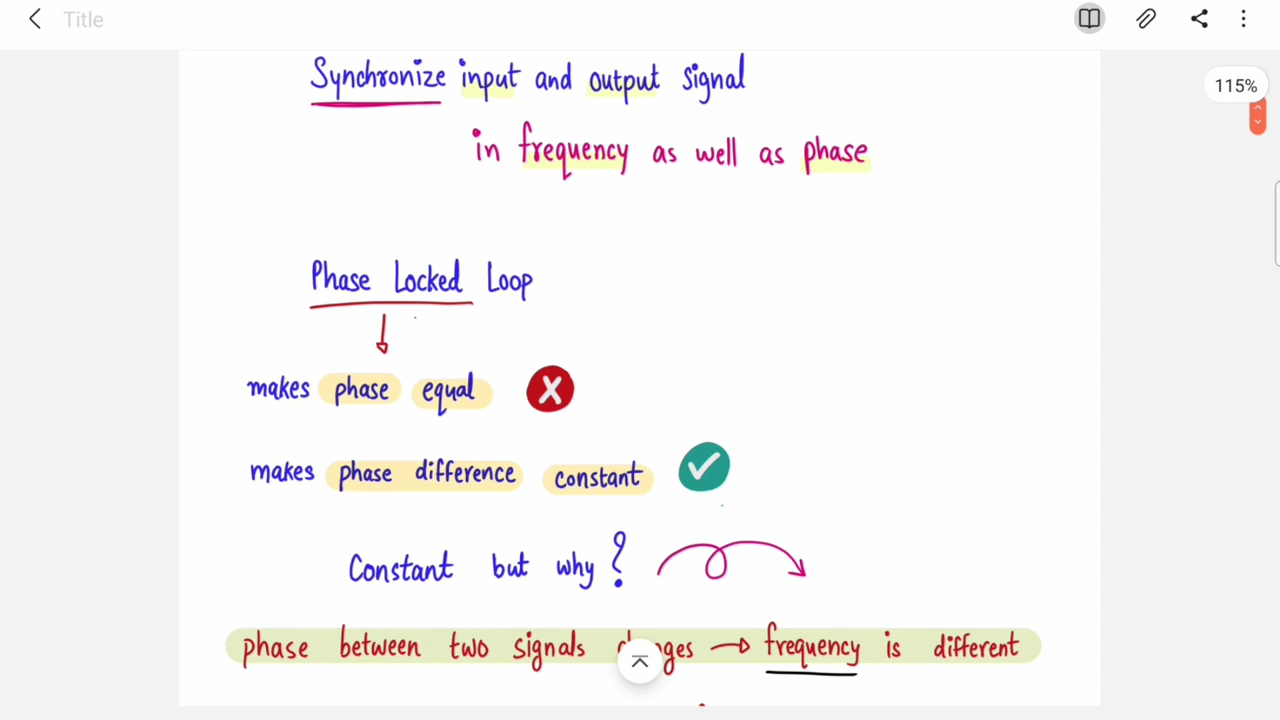 Title
115%
Synchronize input and output signal
in frequency as well as phase
Phase Locked Loop
makes phase equal
makes phase difference constant
Constant but why?
phase between two signals → frequency is different